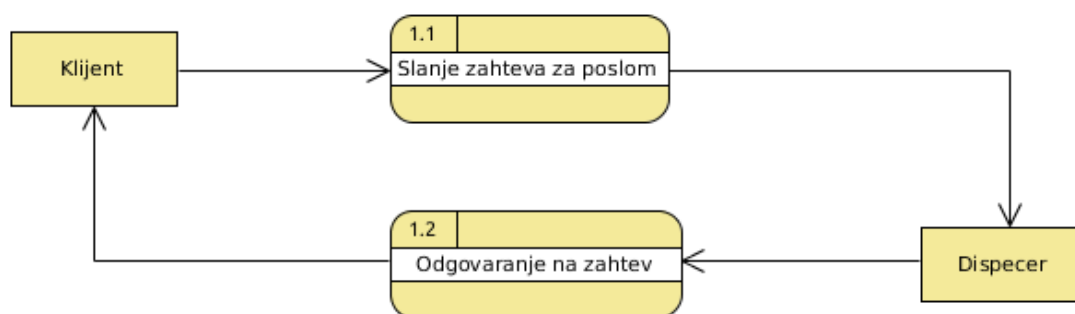 Klijent
1.1
Slanje zahteva za poslom
1.2
Odgovaranje na zahtev
Dispecer